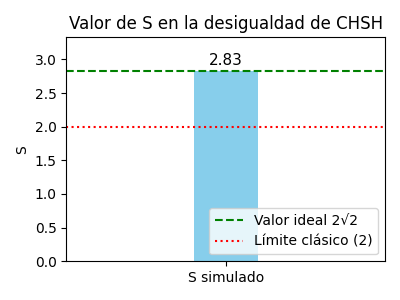 Valor de S en la desigualdad de CHSH
2.83
3.0
2.5
2.0
1.5
1.0
0.5
0.0
S
Valor ideal 2√2
Límite clásico (2)
S simulado